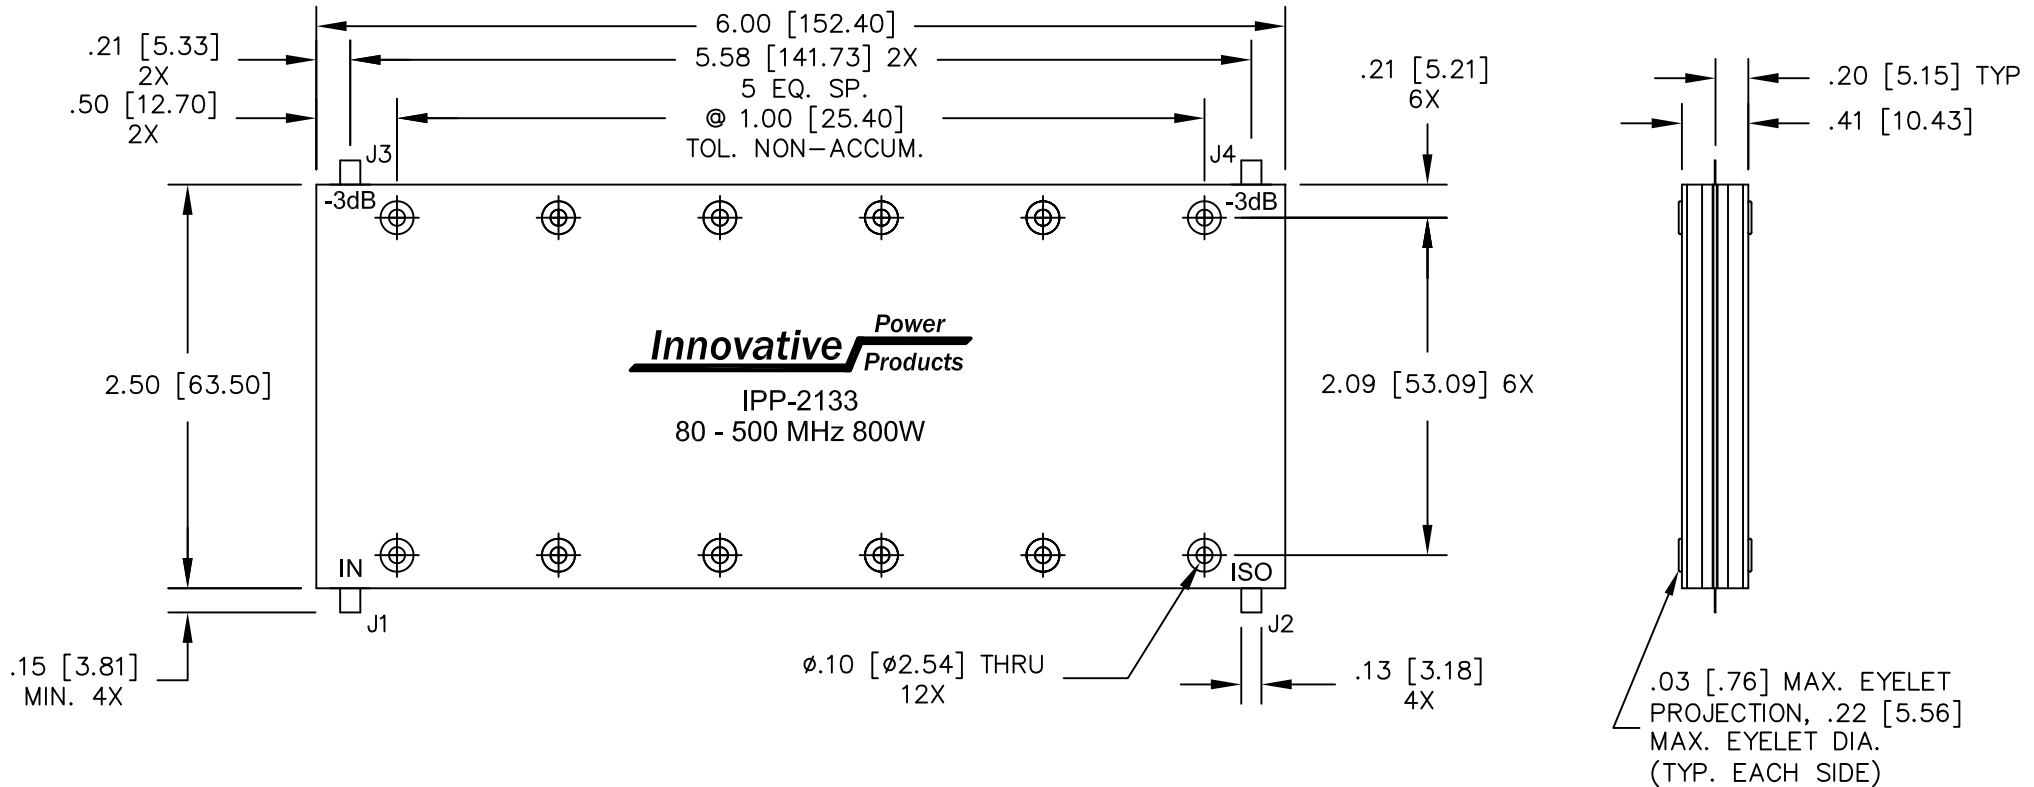 6.00 [152.40]
.21 [5.33]
2X
5.58 [141.73] 2X
5 EQ. SP.
@ 1.00 [25.40]
TOL. NON-ACCUM.
.50 [12.70]
2X
.21 [5.21]
6X
.20 [5.15] TYP
.41 [10.43]
J3
J4
-3dB
-3dB
Innovative Power
Products
IPP-2133
80 - 500 MHz 800W
2.50 [63.50]
2.09 [53.09] 6X
IN
ISO
J1
J2
.15 [3.81]
MIN. 4X
ø.10 [ø2.54] THRU
12X
.13 [3.18]
4X
.03 [.76] MAX. EYELET
PROJECTION, .22 [5.56]
MAX. EYELET DIA.
(TYP. EACH SIDE)